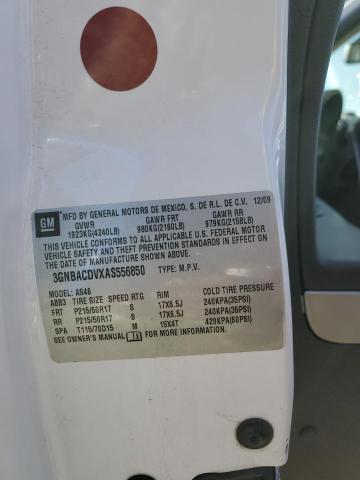 GM
MFD BY GENERAL MOTORS DE MEXICO, S. DE R.L. DE C.V. 12/09
GVWR GAWR FRT GAWR RR
1923KG(4240LB) 980KG(2160LB) 979KG(2158LB)
THIS VEHICLE CONFORMS TO ALL APPLICABLE U.S. FEDERAL MOTOR
VEHICLE SAFETY AND THEFT PREVENTION STANDARDS IN EFFECT ON
THE DATE OF MANUFACTURE SHOWN ABOVE.
3GNBACDVXAS556850 TYPE: M.P.V.
MODEL: AS46
ABB3 TIRE SIZE SPEED RTG RIM COLD TIRE PRESSURE
FRT P215/50R17 S 17X6.5J 240KPA(35PSI)
RR P215/50R17 S 17X6.5J 240KPA(35PSI)
SPA T115/70D15 M 15X4T 420KPA(60PSI)
SEE OWNER'S MANUAL FOR MORE INFORMATION.